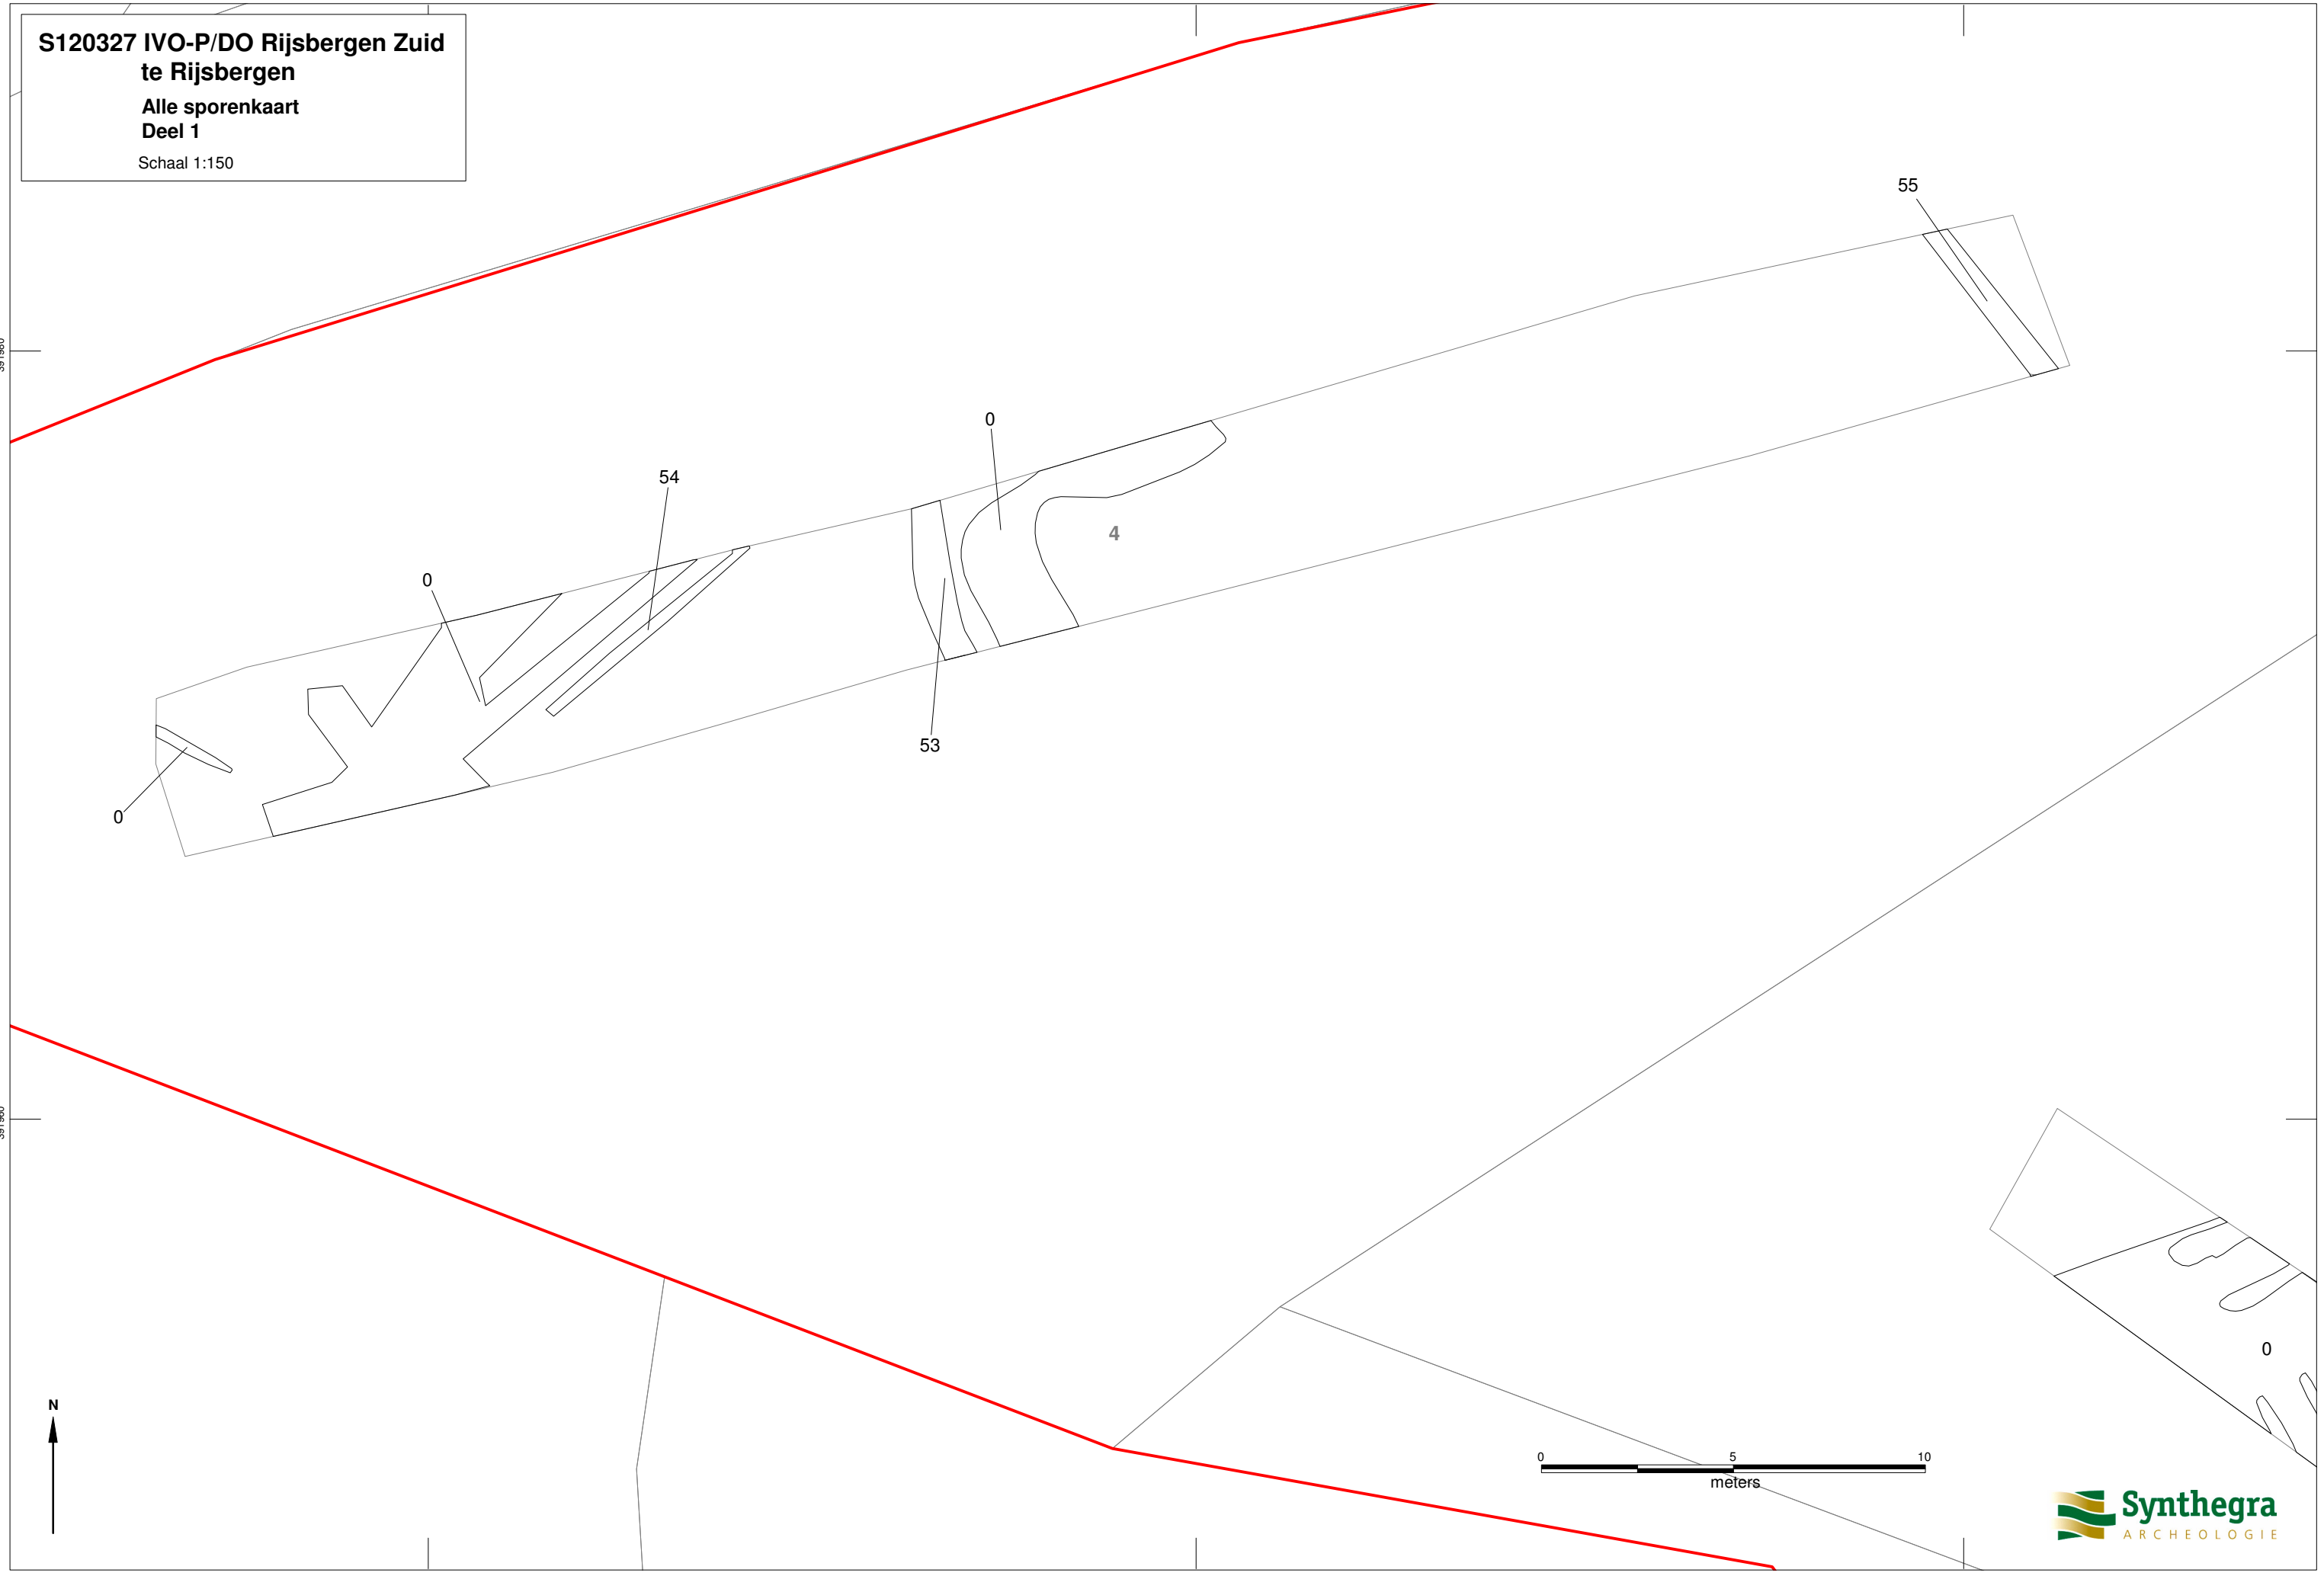 S120327 IVO-P/DO Rijsbergen Zuid
te Rijsbergen
Alle sporenkaart
Deel 1
Schaal 1:150
55
0
54
4
0
53
0
0
N
0 5 10
meters
Synthegra
ARCHEOLOGIE